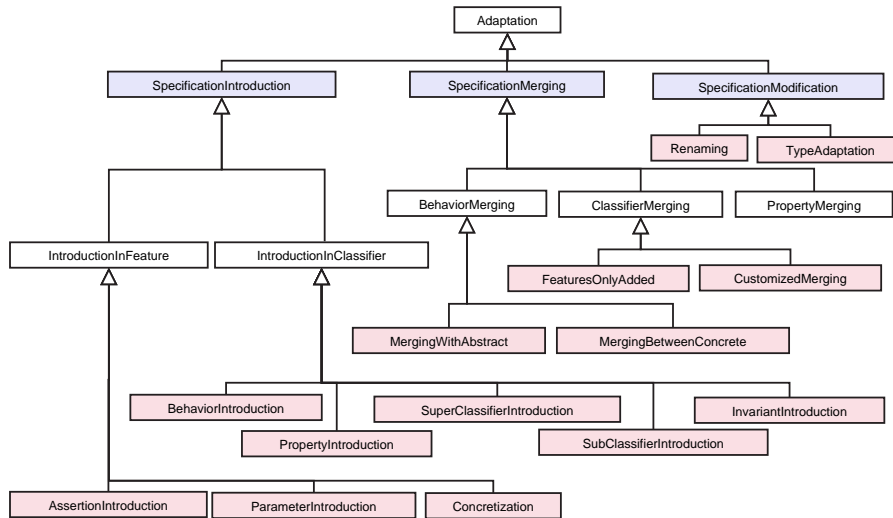 Adaptation
SpecificationIntroduction
SpecificationMerging
SpecificationModification
Renaming
TypeAdaptation
BehaviorMerging
ClassifierMerging
PropertyMerging
IntroductionInFeature
IntroductionInClassifier
FeaturesOnlyAdded
CustomizedMerging
MergingWithAbstract
MergingBetweenConcrete
BehaviorIntroduction
SuperClassifierIntroduction
InvariantIntroduction
PropertyIntroduction
SubClassifierIntroduction
AssertionIntroduction
ParameterIntroduction
Concretization